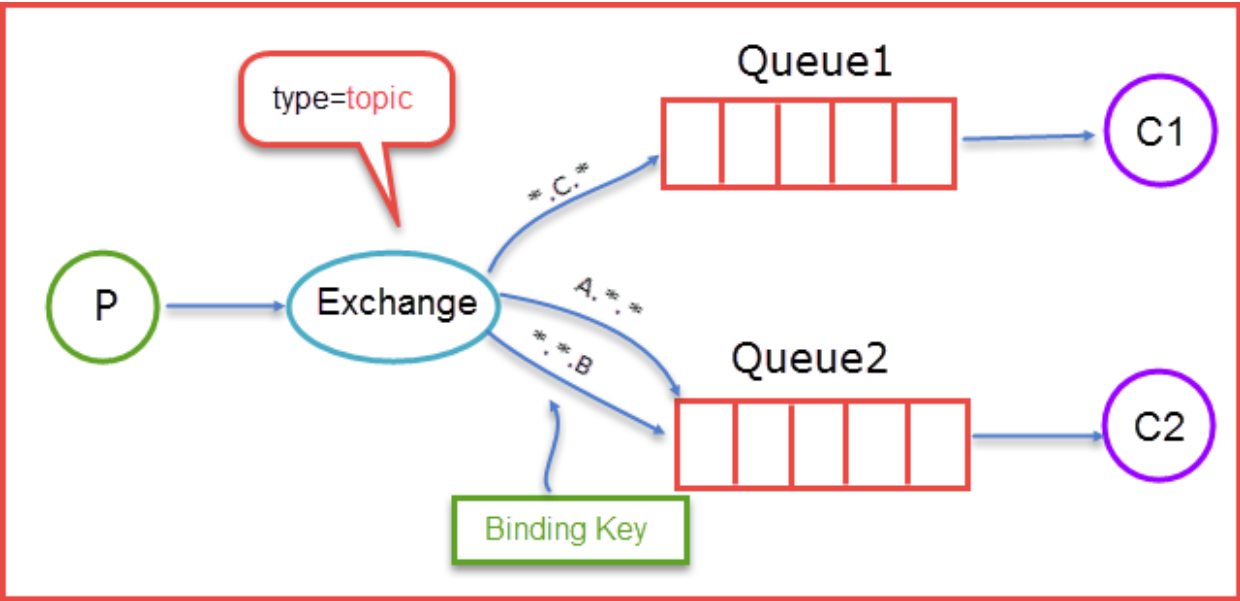 Queue1
type=topic
C1
*.C.*
P
Exchange
A.*.*
*.*.B
Queue2
C2
Binding Key